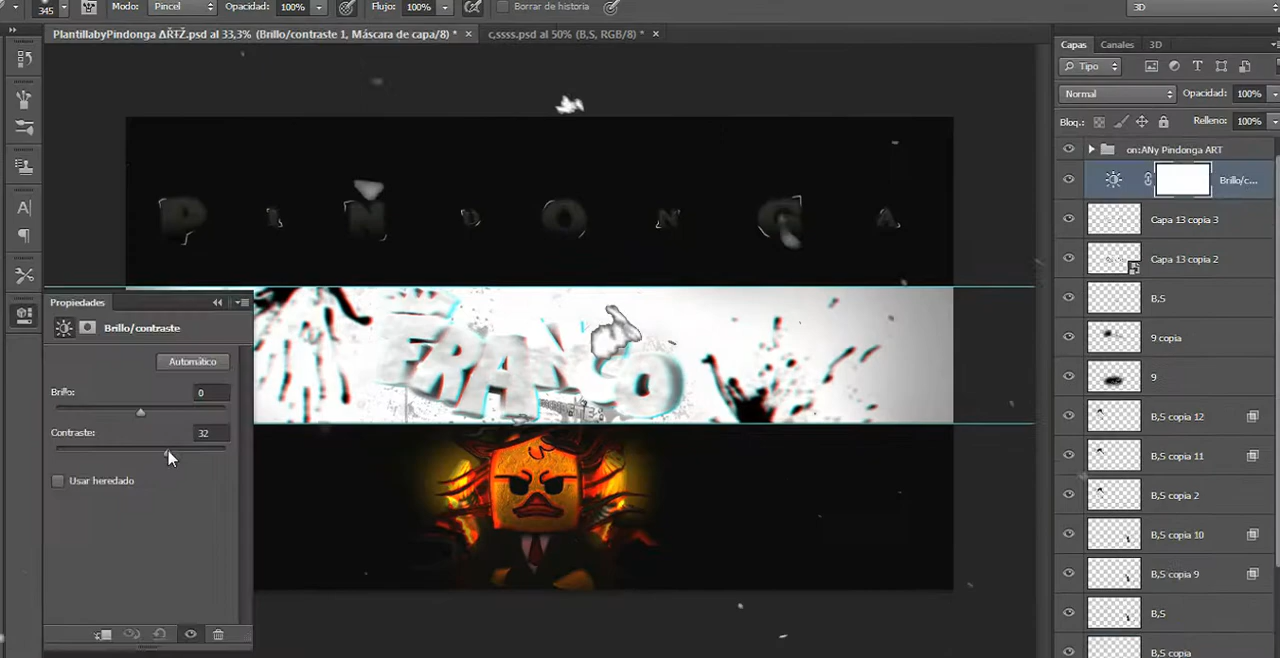 345 Modo: Pincel Opacidad: 100% Flujo: 100% Borrar de historia 3D
PlantillabyPindonga ΔŘŤŽ.psd al 33,3% (Brillo/contraste 1, Máscara de capa/8) * × c,ssss.psd al 50% (B,S, RGB/8) * ×
Capas Canales 3D
Tipo
Normal Opacidad: 100%
Bloq.: Relleno: 100%
on:ANy Pindonga ART
Brillo/c...
Capa 13 copia 3
Capa 13 copia 2
B,S
9 copia
9
B,S copia 12
B,S copia 11
B,S copia 2
B,S copia 10
B,S copia 9
B,S
B,S copia
PINDONGA
FRANCO
Propiedades
Brillo/contraste
Automático
Brillo: 0
Contraste: 32
Usar heredado